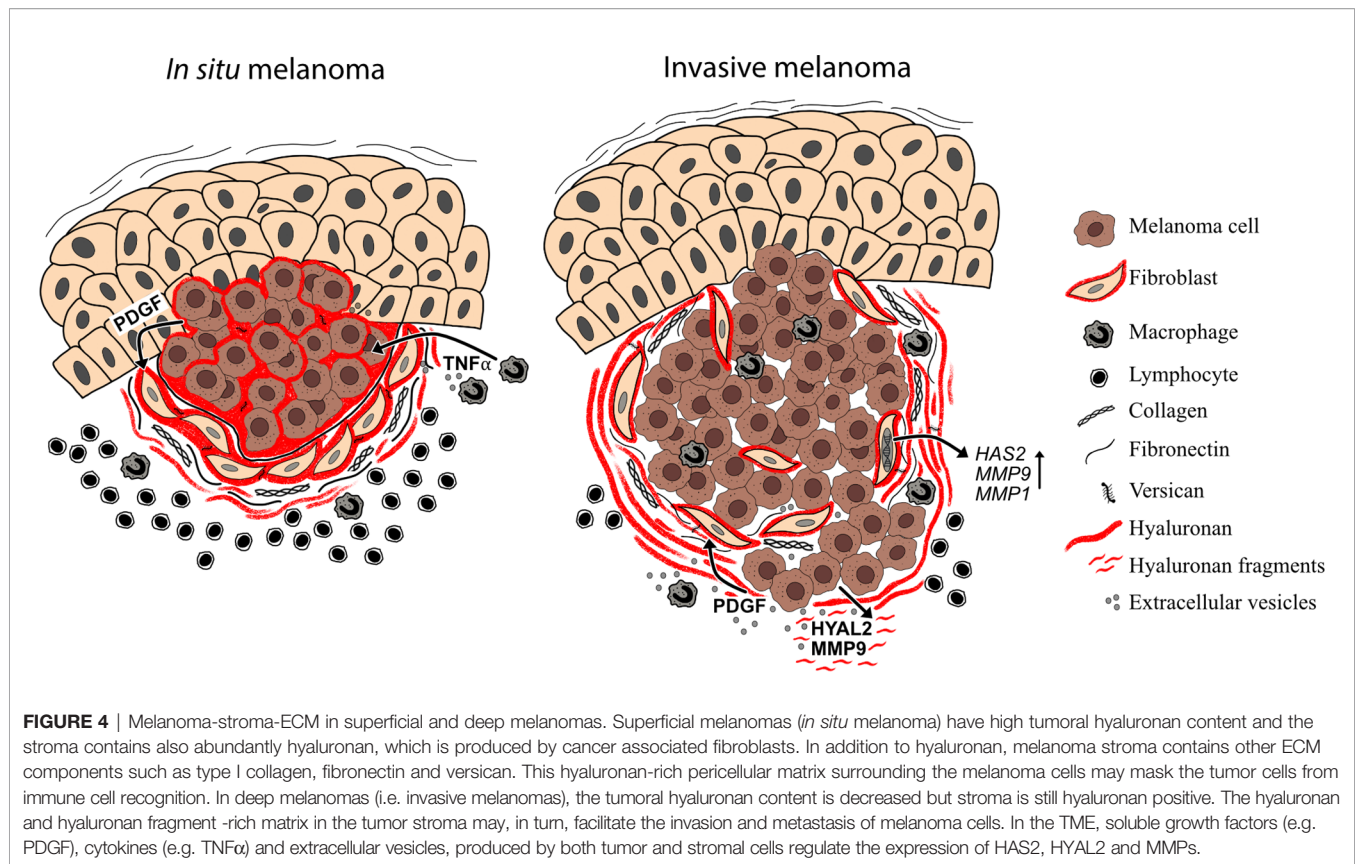 In situ melanoma
Invasive melanoma
PDGF
TNFα
HAS2
MMP9
MMP1
PDGF
HYAL2
MMP9
Melanoma cell
Fibroblast
Macrophage
Lymphocyte
Collagen
Fibronectin
Versican
Hyaluronan
Hyaluronan fragments
Extracellular vesicles
FIGURE 4 | Melanoma-stroma-ECM in superficial and deep melanomas. Superficial melanomas (in situ melanoma) have high tumoral hyaluronan content and the
stroma contains also abundantly hyaluronan, which is produced by cancer associated fibroblasts. In addition to hyaluronan, melanoma stroma contains other ECM
components such as type I collagen, fibronectin and versican. This hyaluronan-rich pericellular matrix surrounding the melanoma cells may mask the tumor cells from
immune cell recognition. In deep melanomas (i.e. invasive melanomas), the tumoral hyaluronan content is decreased but stroma is still hyaluronan positive. The hyaluronan
and hyaluronan fragment -rich matrix in the tumor stroma may, in turn, facilitate the invasion and metastasis of melanoma cells. In the TME, soluble growth factors (e.g.
PDGF), cytokines (e.g. TNFα) and extracellular vesicles, produced by both tumor and stromal cells regulate the expression of HAS2, HYAL2 and MMPs.